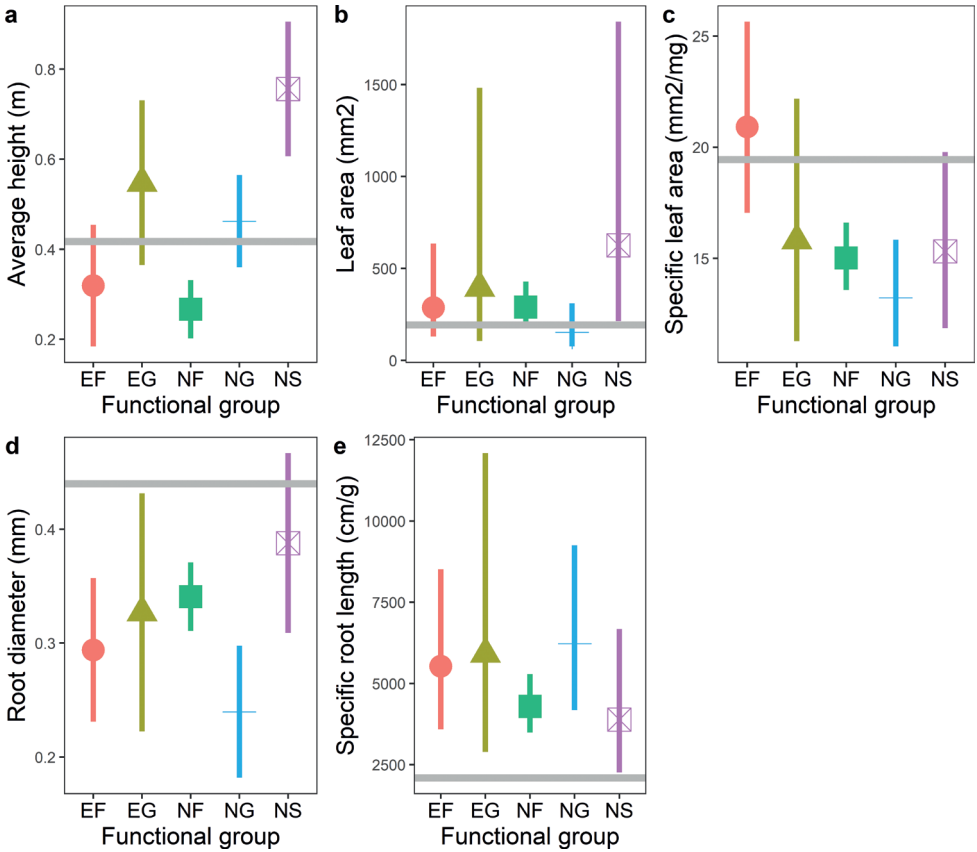 a
Average height (m)
0.8
0.6
0.4
0.2
EF EG NF NG NS
Functional group
b
Leaf area (mm2)
1500
1000
500
0
EF EG NF NG NS
Functional group
c
Specific leaf area (mm2/mg)
25
20
15
EF EG NF NG NS
Functional group
d
Root diameter (mm)
0.4
0.3
0.2
EF EG NF NG NS
Functional group
e
Specific root length (cm/g)
12500
10000
7500
5000
2500
EF EG NF NG NS
Functional group